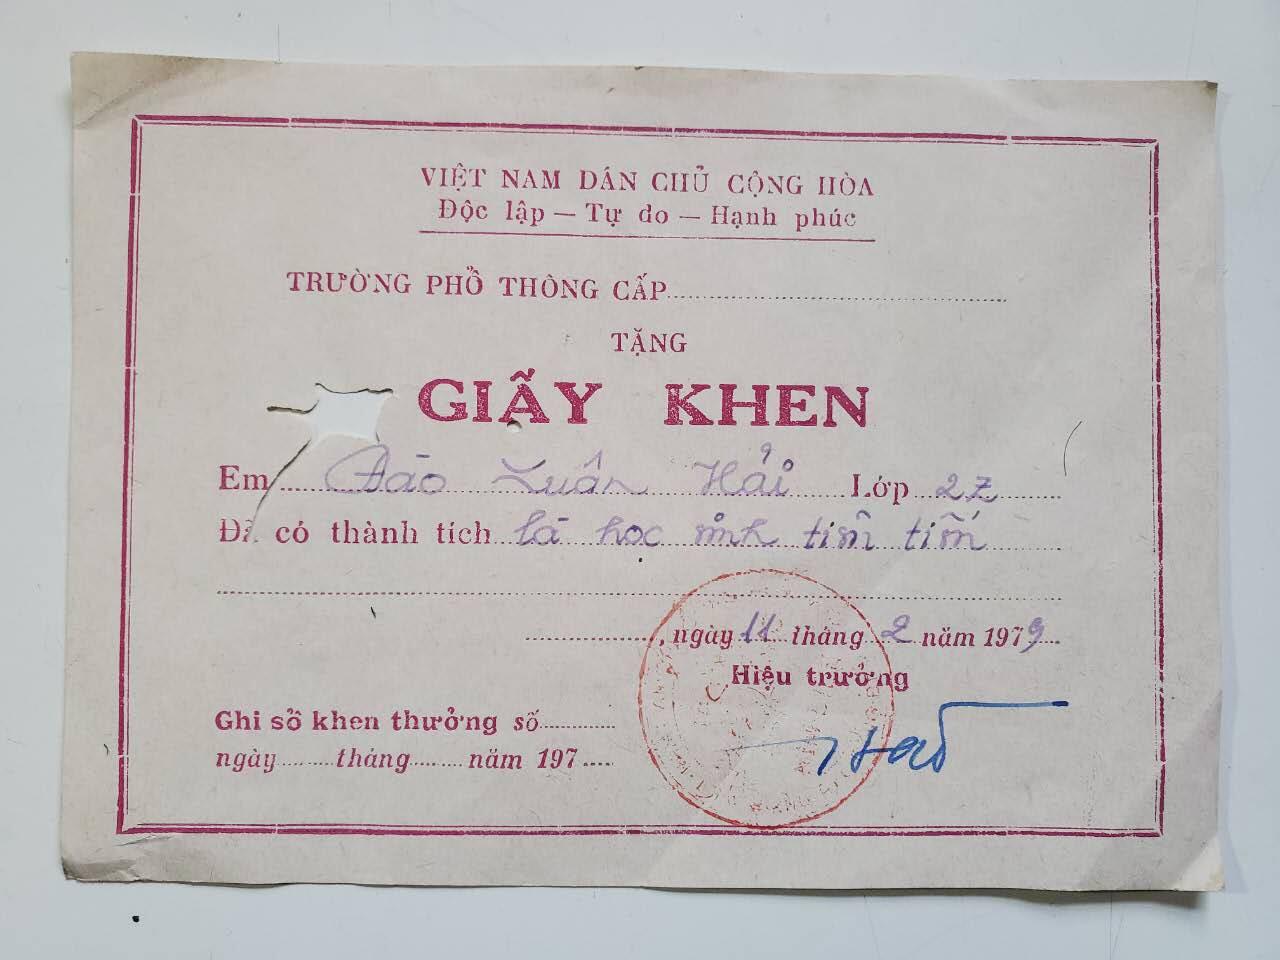 VIỆT NAM DÂN CHỦ CỘNG HÒA
Độc lập — Tự do — Hạnh phúc
TRƯỜNG PHỔ THÔNG CẤP
TẶNG
GIẤY KHEN
Em Đào Xuân Hải Lớp 2Z
Đã có thành tích là học sinh tiên tiến
, ngày 11 tháng 2 năm 1979
Hiệu trưởng
Ghi sổ khen thưởng số
ngày tháng năm 197